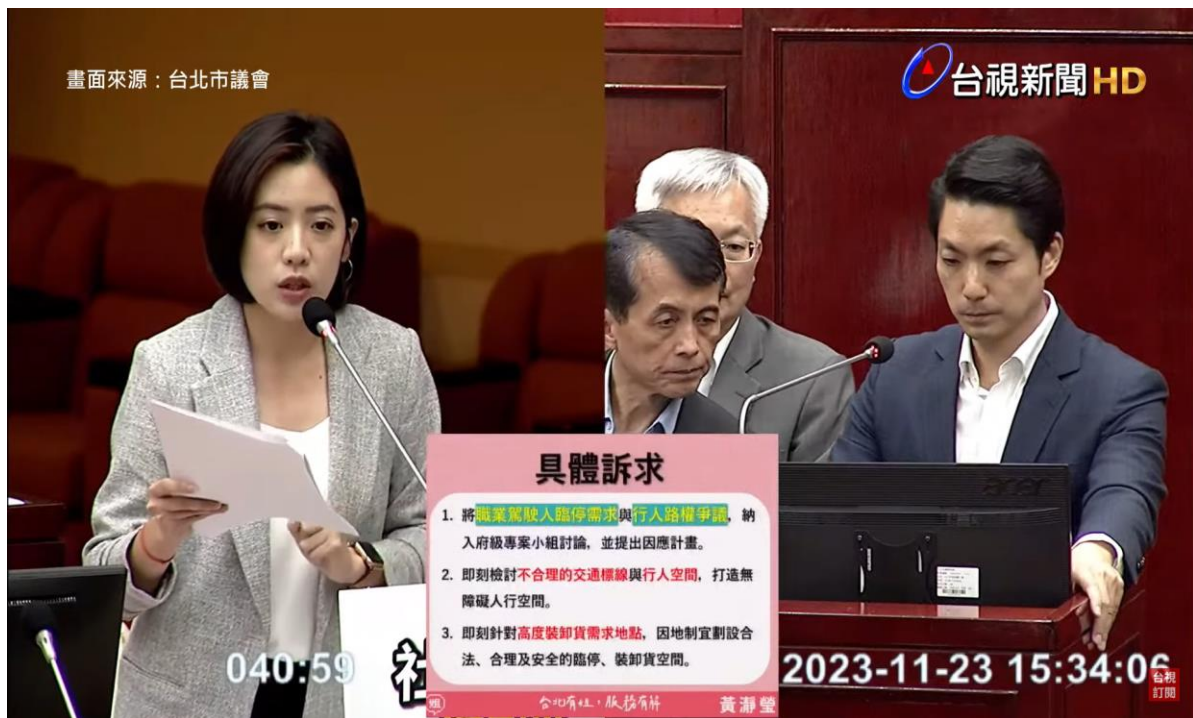 畫面來源：台北市議會
台視新聞HD
具體訴求
1. 將職業駕駛人臨停需求與行人路權爭議，納
入府級專案小組討論，並提出因應計畫。
2. 即刻檢討不合理的交通標線與行人空間，打造無
障礙人行空間。
3. 即刻針對高度裝卸貨需求地點，因地制宜劃設合
法、合理及安全的臨停、裝卸貨空間。
台北有姐，服務有解
黃瀞瑩
acer
040:59
社
2023-11-23 15:34:06
台視
訂閱